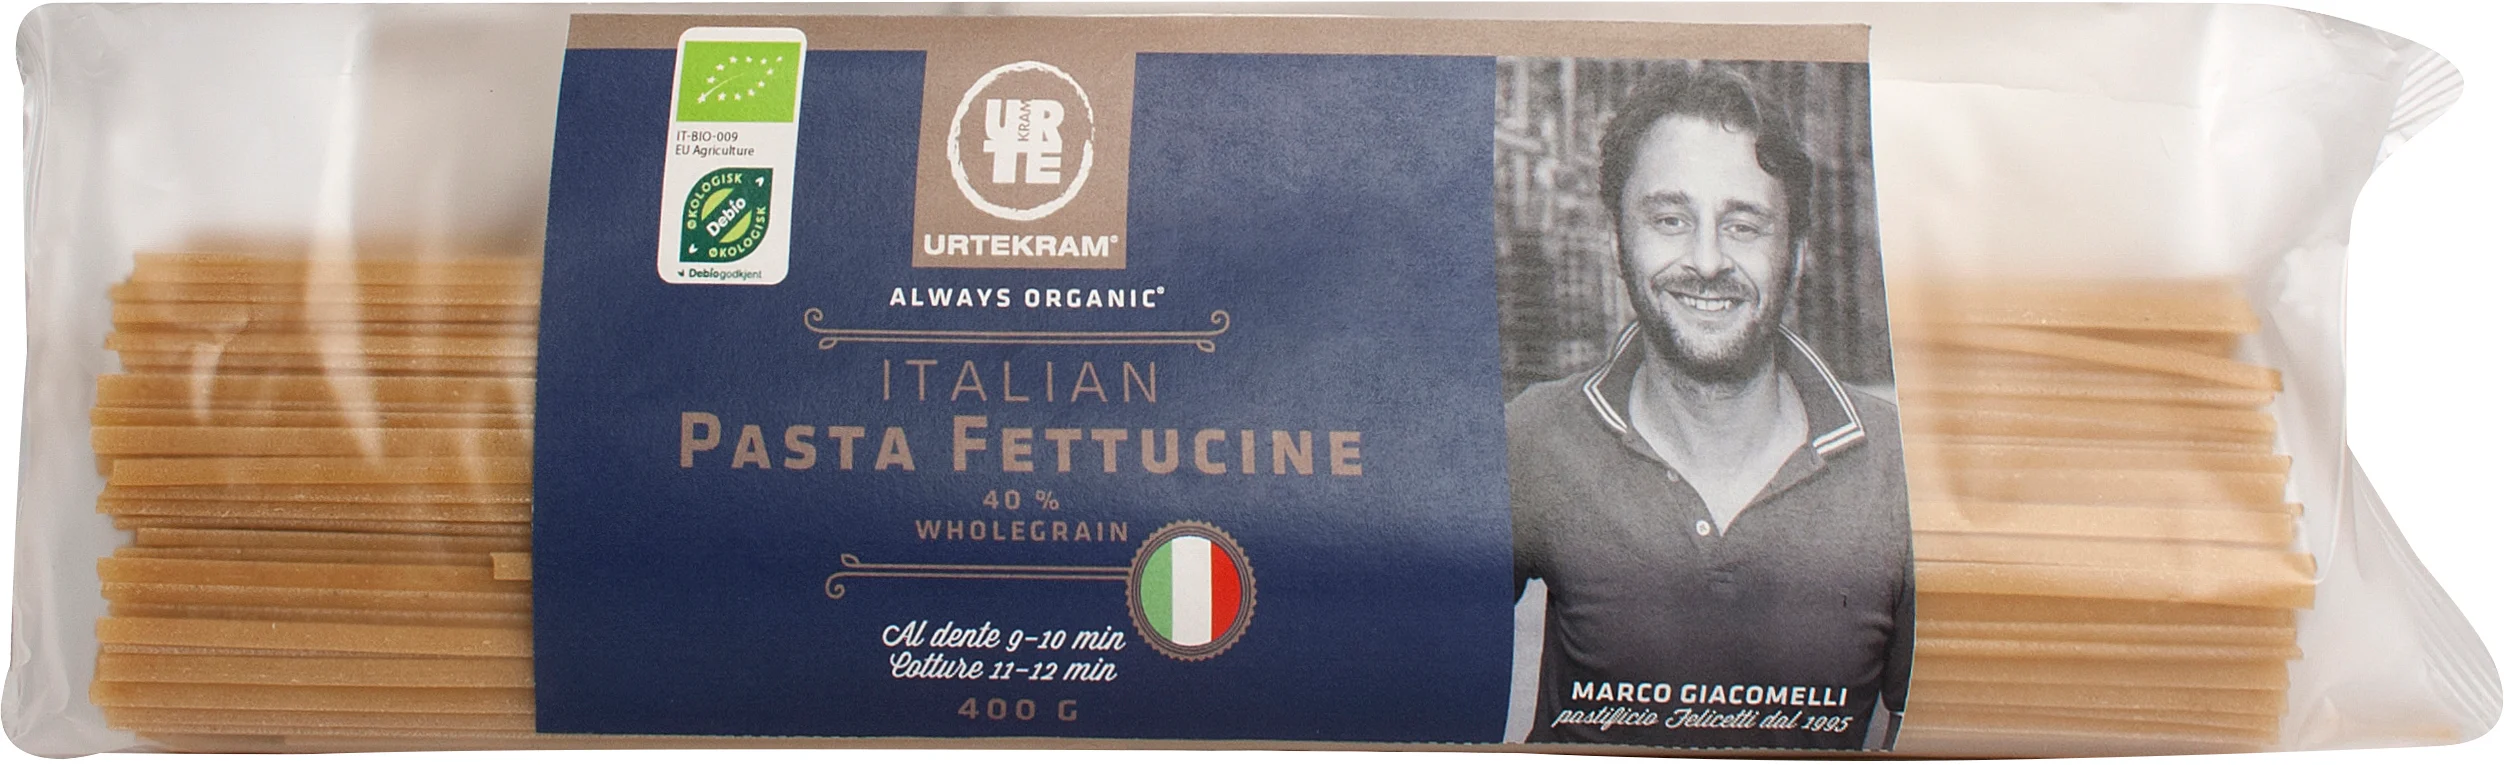 IT-BIO-009
EU Agriculture
ØKOLOGISK
Debio
ØKOLOGISK
Debiogodkjent
URTE
KRAM
URTEKRAM®
ALWAYS ORGANIC®
ITALIAN
PASTA FETTUCINE
40 %
WHOLEGRAIN
Al dente 9-10 min
Cotture 11-12 min
400 G
MARCO GIACOMELLI
pastificio Felicetti dal 1995